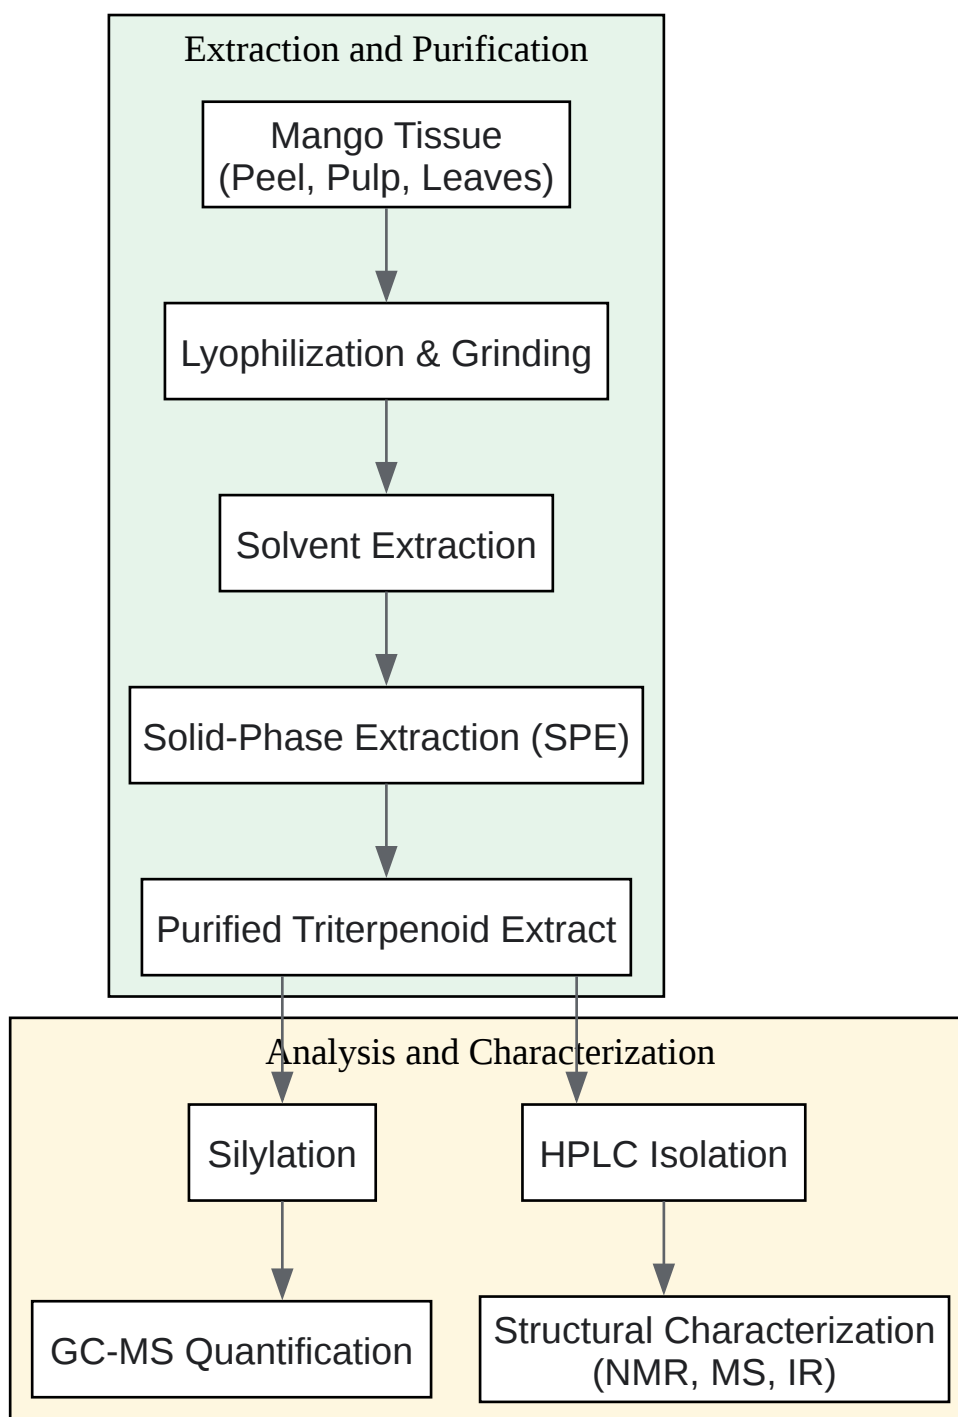 Extraction and Purification
Mango Tissue
(Peel, Pulp, Leaves)
Lyophilization & Grinding
Solvent Extraction
Solid-Phase Extraction (SPE)
Purified Triterpenoid Extract
Analysis and Characterization
Silylation
HPLC Isolation
GC-MS Quantification
Structural Characterization
(NMR, MS, IR)